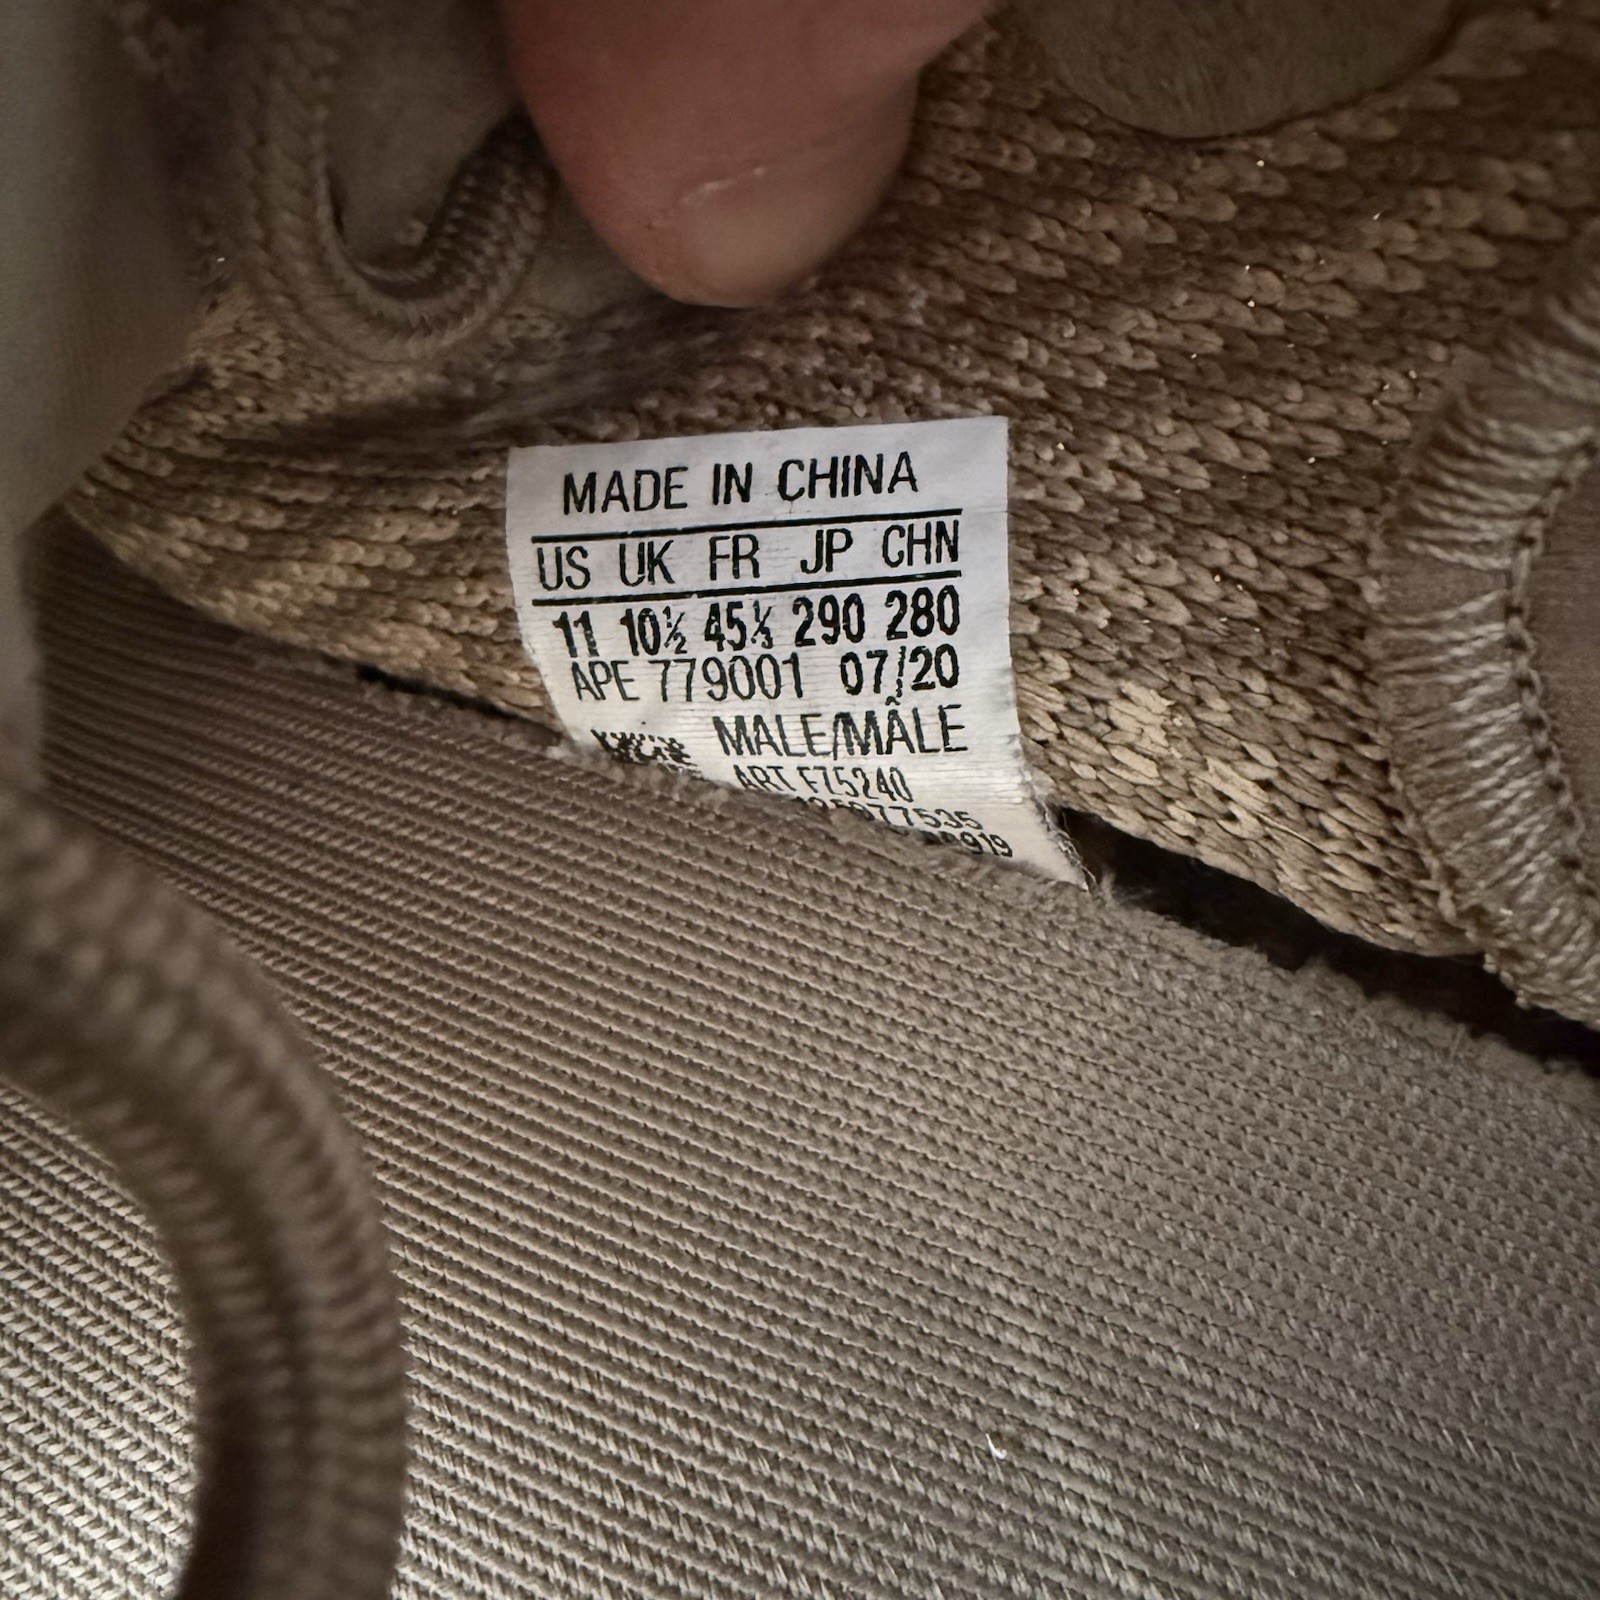 MADE IN CHINA
US UK FR JP CHN
11 10½ 45⅓ 290 280
APE 779001 07/20
MALE/MÂLE
ART FZ5240